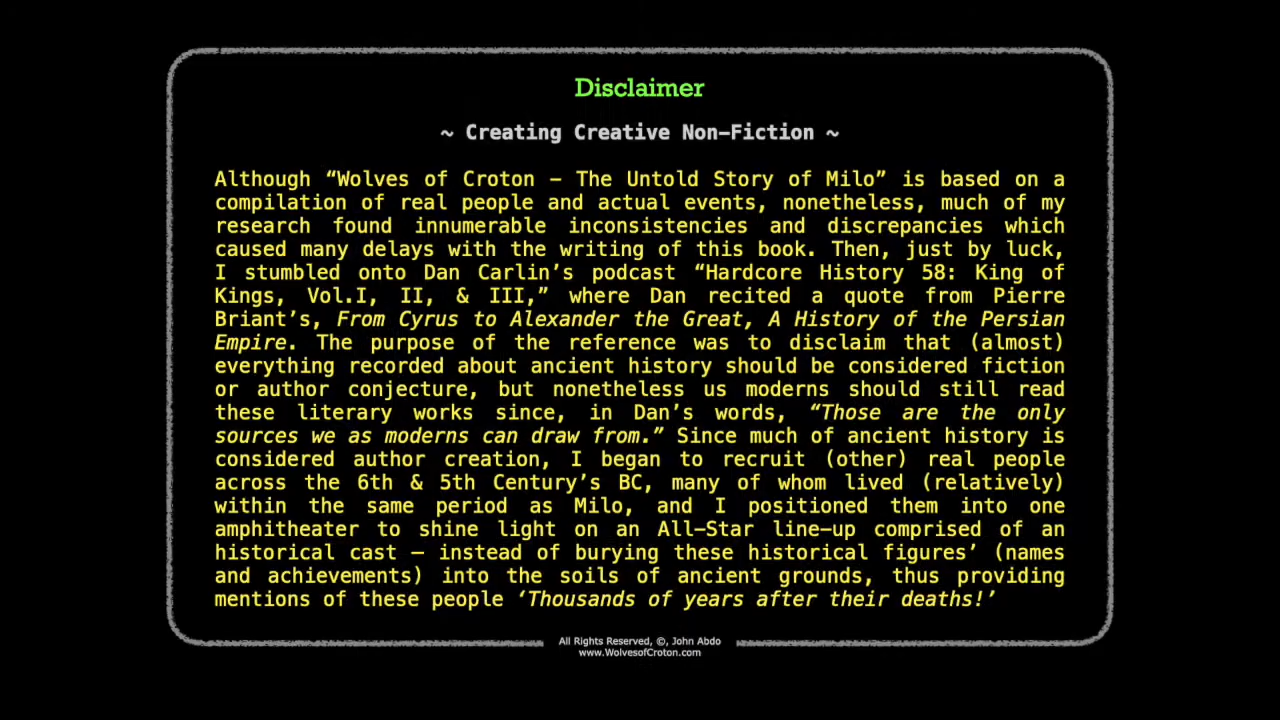 Disclaimer
~ Creating Creative Non-Fiction ~
Although “Wolves of Croton – The Untold Story of Milo” is based on a
compilation of real people and actual events, nonetheless, much of my
research found innumerable inconsistencies and discrepancies which
caused many delays with the writing of this book. Then, just by luck,
I stumbled onto Dan Carlin’s podcast “Hardcore History 58: King of
Kings, Vol.I, II, & III,” where Dan recited a quote from Pierre
Briant’s, From Cyrus to Alexander the Great, A History of the Persian
Empire. The purpose of the reference was to disclaim that (almost)
everything recorded about ancient history should be considered fiction
or author conjecture, but nonetheless us moderns should still read
these literary works since, in Dan’s words, “Those are the only
sources we as moderns can draw from.” Since much of ancient history is
considered author creation, I began to recruit (other) real people
across the 6th & 5th Century’s BC, many of whom lived (relatively)
within the same period as Milo, and I positioned them into one
amphitheater to shine light on an All-Star line-up comprised of an
historical cast – instead of burying these historical figures’ (names
and achievements) into the soils of ancient grounds, thus providing
mentions of these people ‘Thousands of years after their deaths!’
All Rights Reserved, ©, John Abdo
www.WolvesofCroton.com